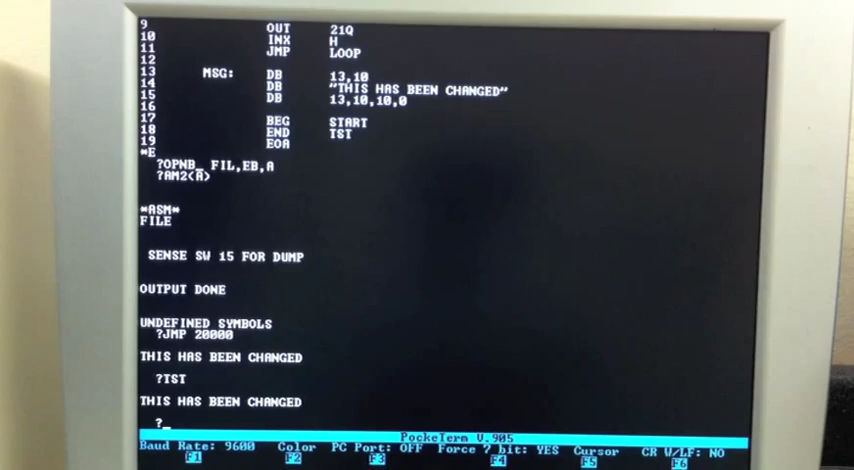 9 OUT 21Q
10 INX H
11 JMP LOOP
12
13 MSG: DB 13,10
14 DB "THIS HAS BEEN CHANGED"
15 DB 13,10,10,0
16
17 BEG START
18 END TST
19 EOA
*E
?OPNB_ FIL,EB,A
?AM2(A)
*ASM*
FILE
SENSE SW 15 FOR DUMP
OUTPUT DONE
UNDEFINED SYMBOLS
?JMP 20000
THIS HAS BEEN CHANGED
?TST
THIS HAS BEEN CHANGED
?_
PockeTerm V.905
Baud Rate: 9600 Color PC Port: OFF Force 7 bit: YES Cursor CR W/LF: NO
F1 F2 F3 F4 F5 F6